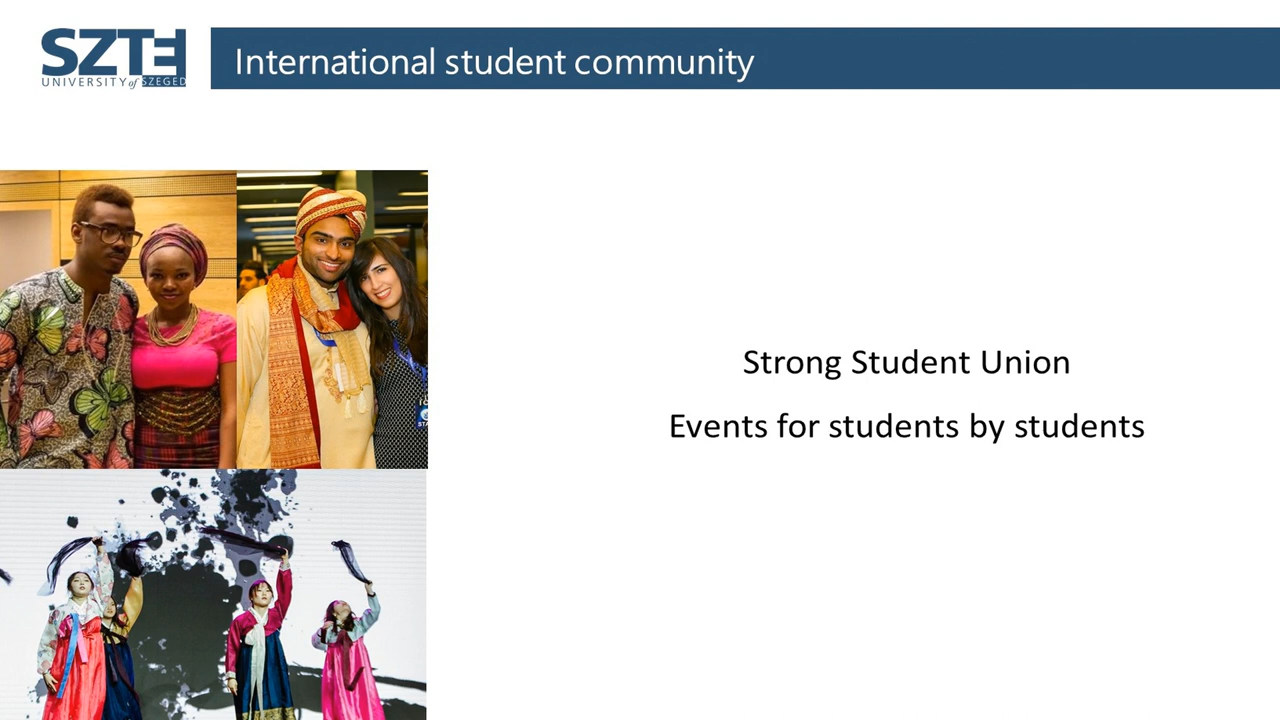 SZTE
UNIVERSITY of SZEGED
International student community
Strong Student Union
Events for students by students